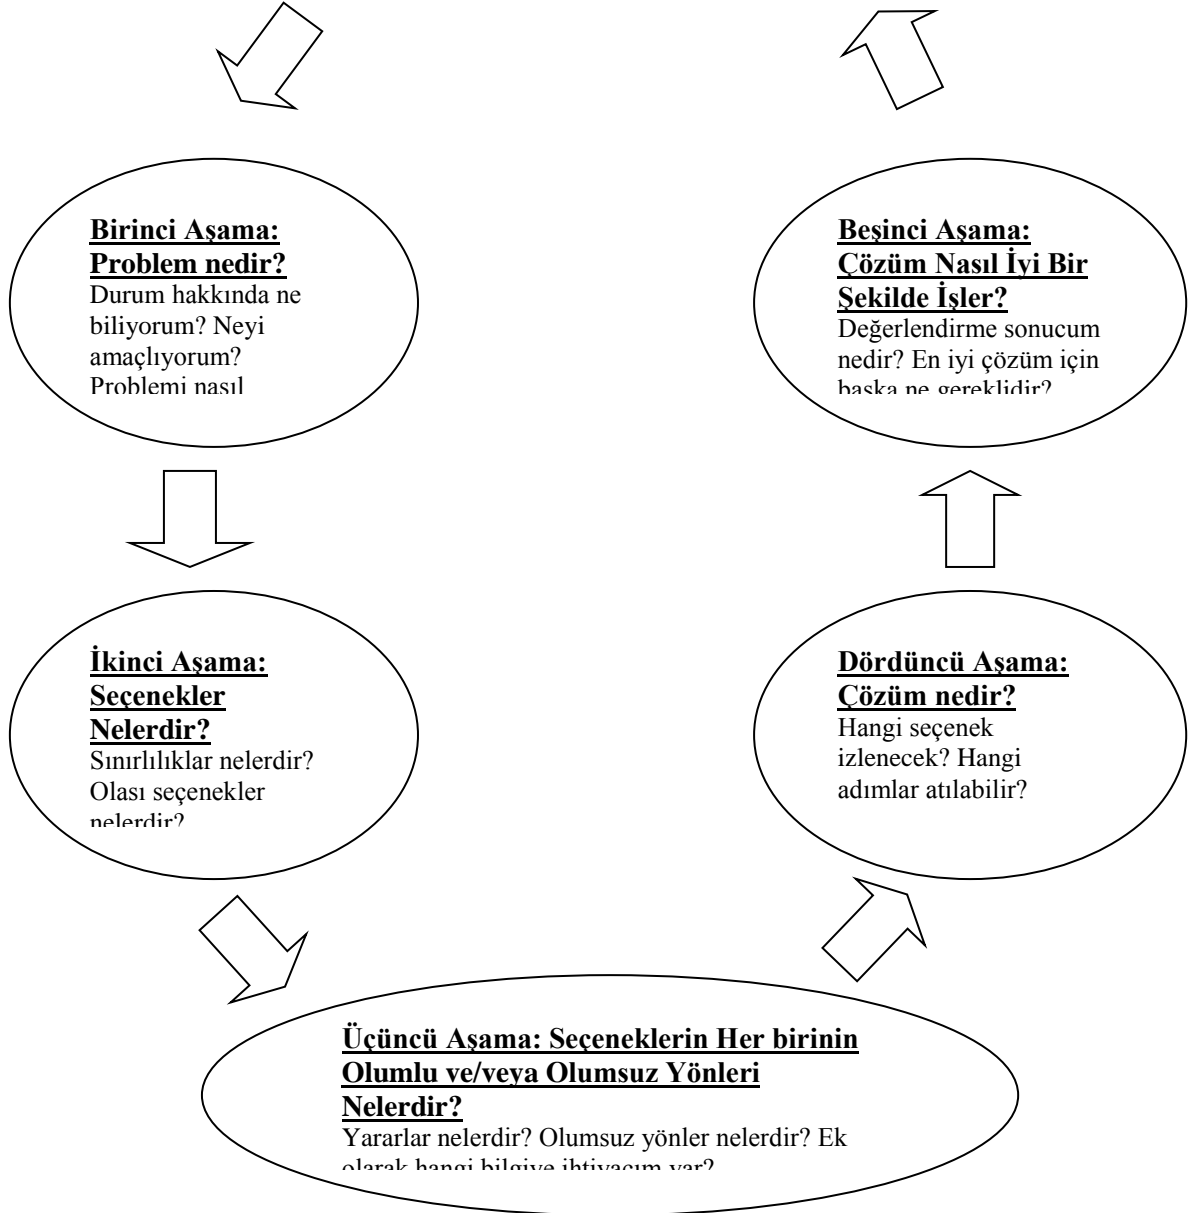 Birinci Aşama:
Problem nedir?
Durum hakkında ne
biliyorum? Neyi
amaçlıyorum?
Problemi nasıl
İkinci Aşama:
Seçenekler
Nelerdir?
Sınırlılıklar nelerdir?
Olası seçenekler
nelerdir?
Üçüncü Aşama: Seçeneklerin Her birinin
Olumlu ve/veya Olumsuz Yönleri
Nelerdir?
Yararlar nelerdir? Olumsuz yönler nelerdir? Ek
olarak hangi bilgiye ihtiyacım var?
Dördüncü Aşama:
Çözüm nedir?
Hangi seçenek
izlenecek? Hangi
adımlar atılabilir?
Beşinci Aşama:
Çözüm Nasıl İyi Bir
Şekilde İşler?
Değerlendirme sonucum
nedir? En iyi çözüm için
başka ne gereklidir?